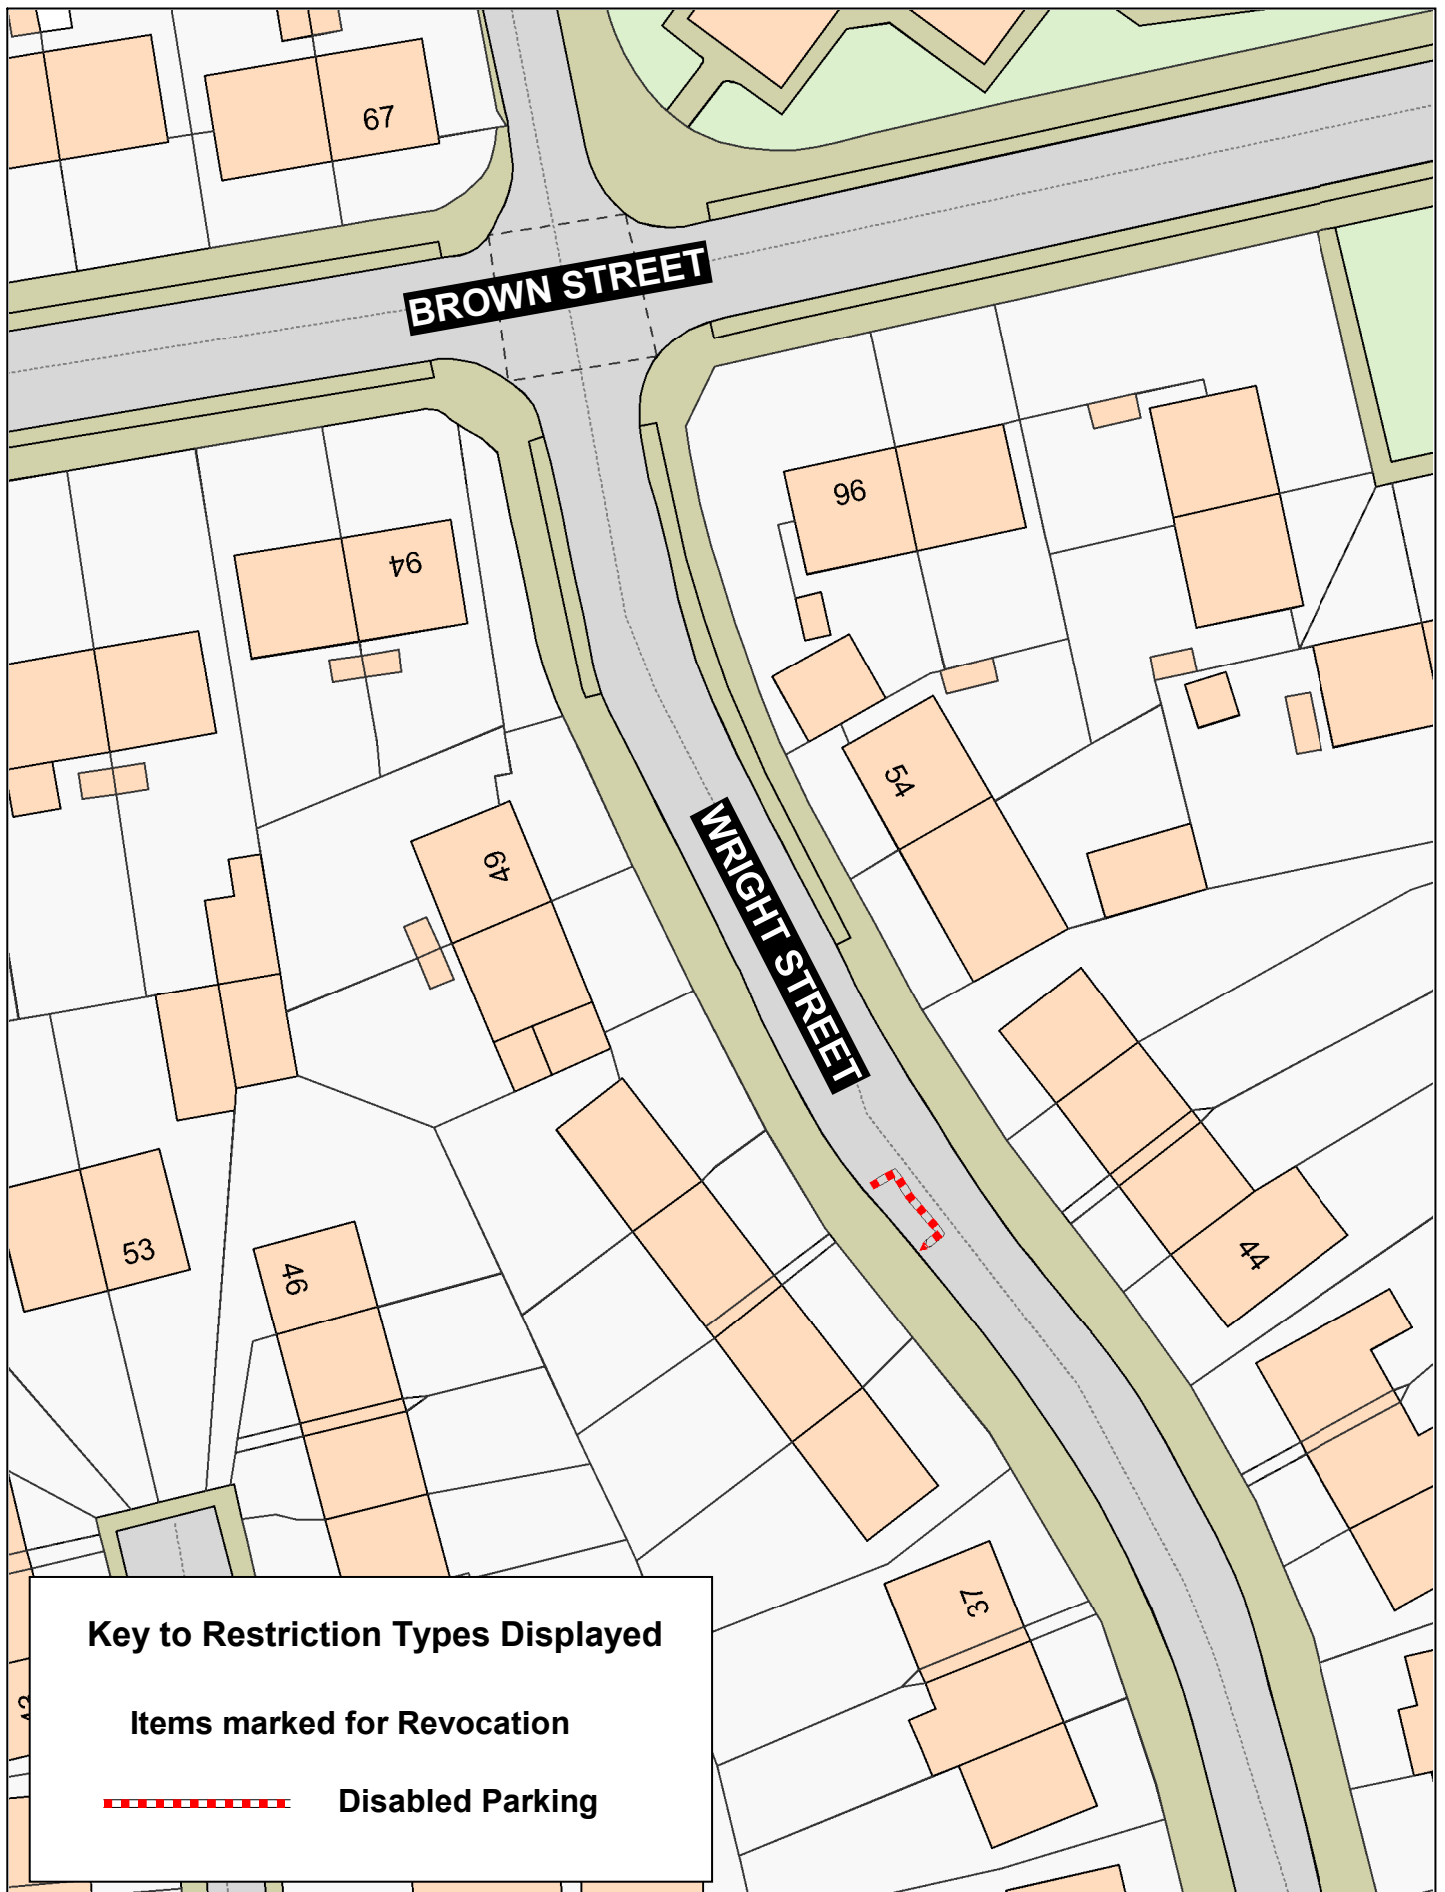 67
BROWN STREET
96
94
54
49
WRIGHT STREET
53
46
44
37
Key to Restriction Types Displayed
Items marked for Revocation
Disabled Parking